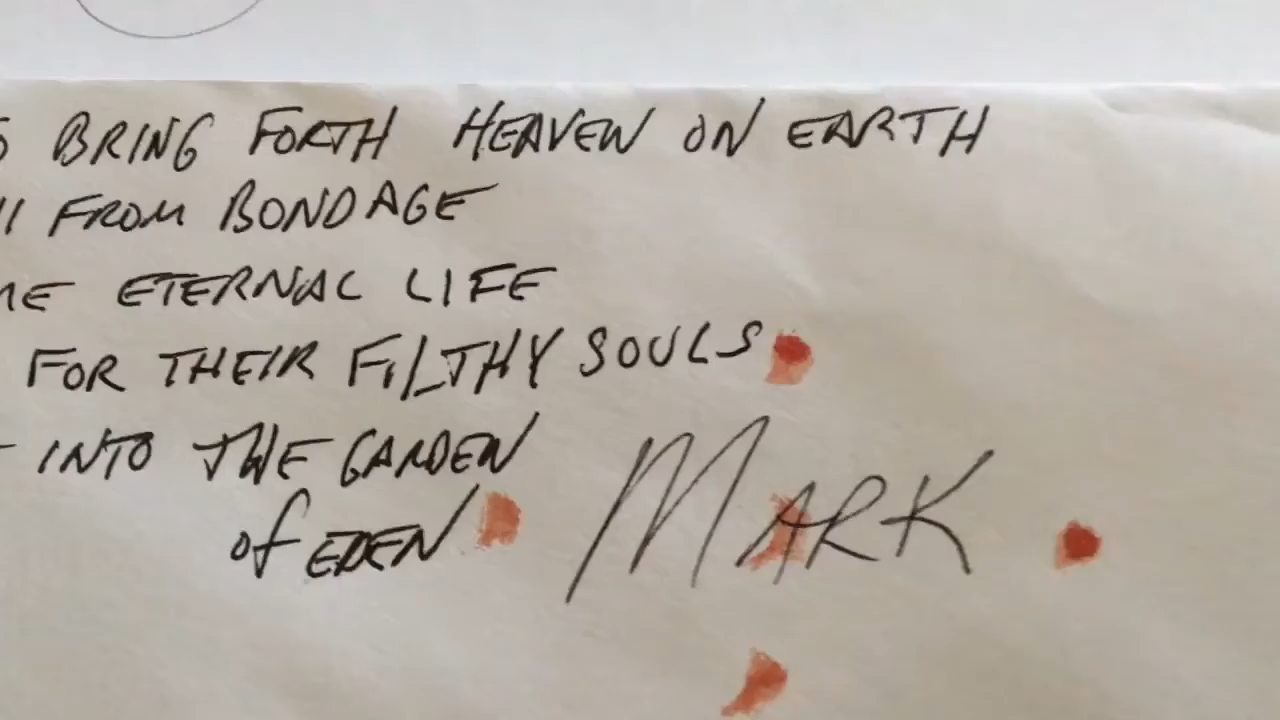 BRING FORTH HEAVEN ON EARTH
FROM BONDAGE
ETERNAL LIFE
FOR THEIR FILTHY SOULS
INTO THE GARDEN
of EDEN
MARK